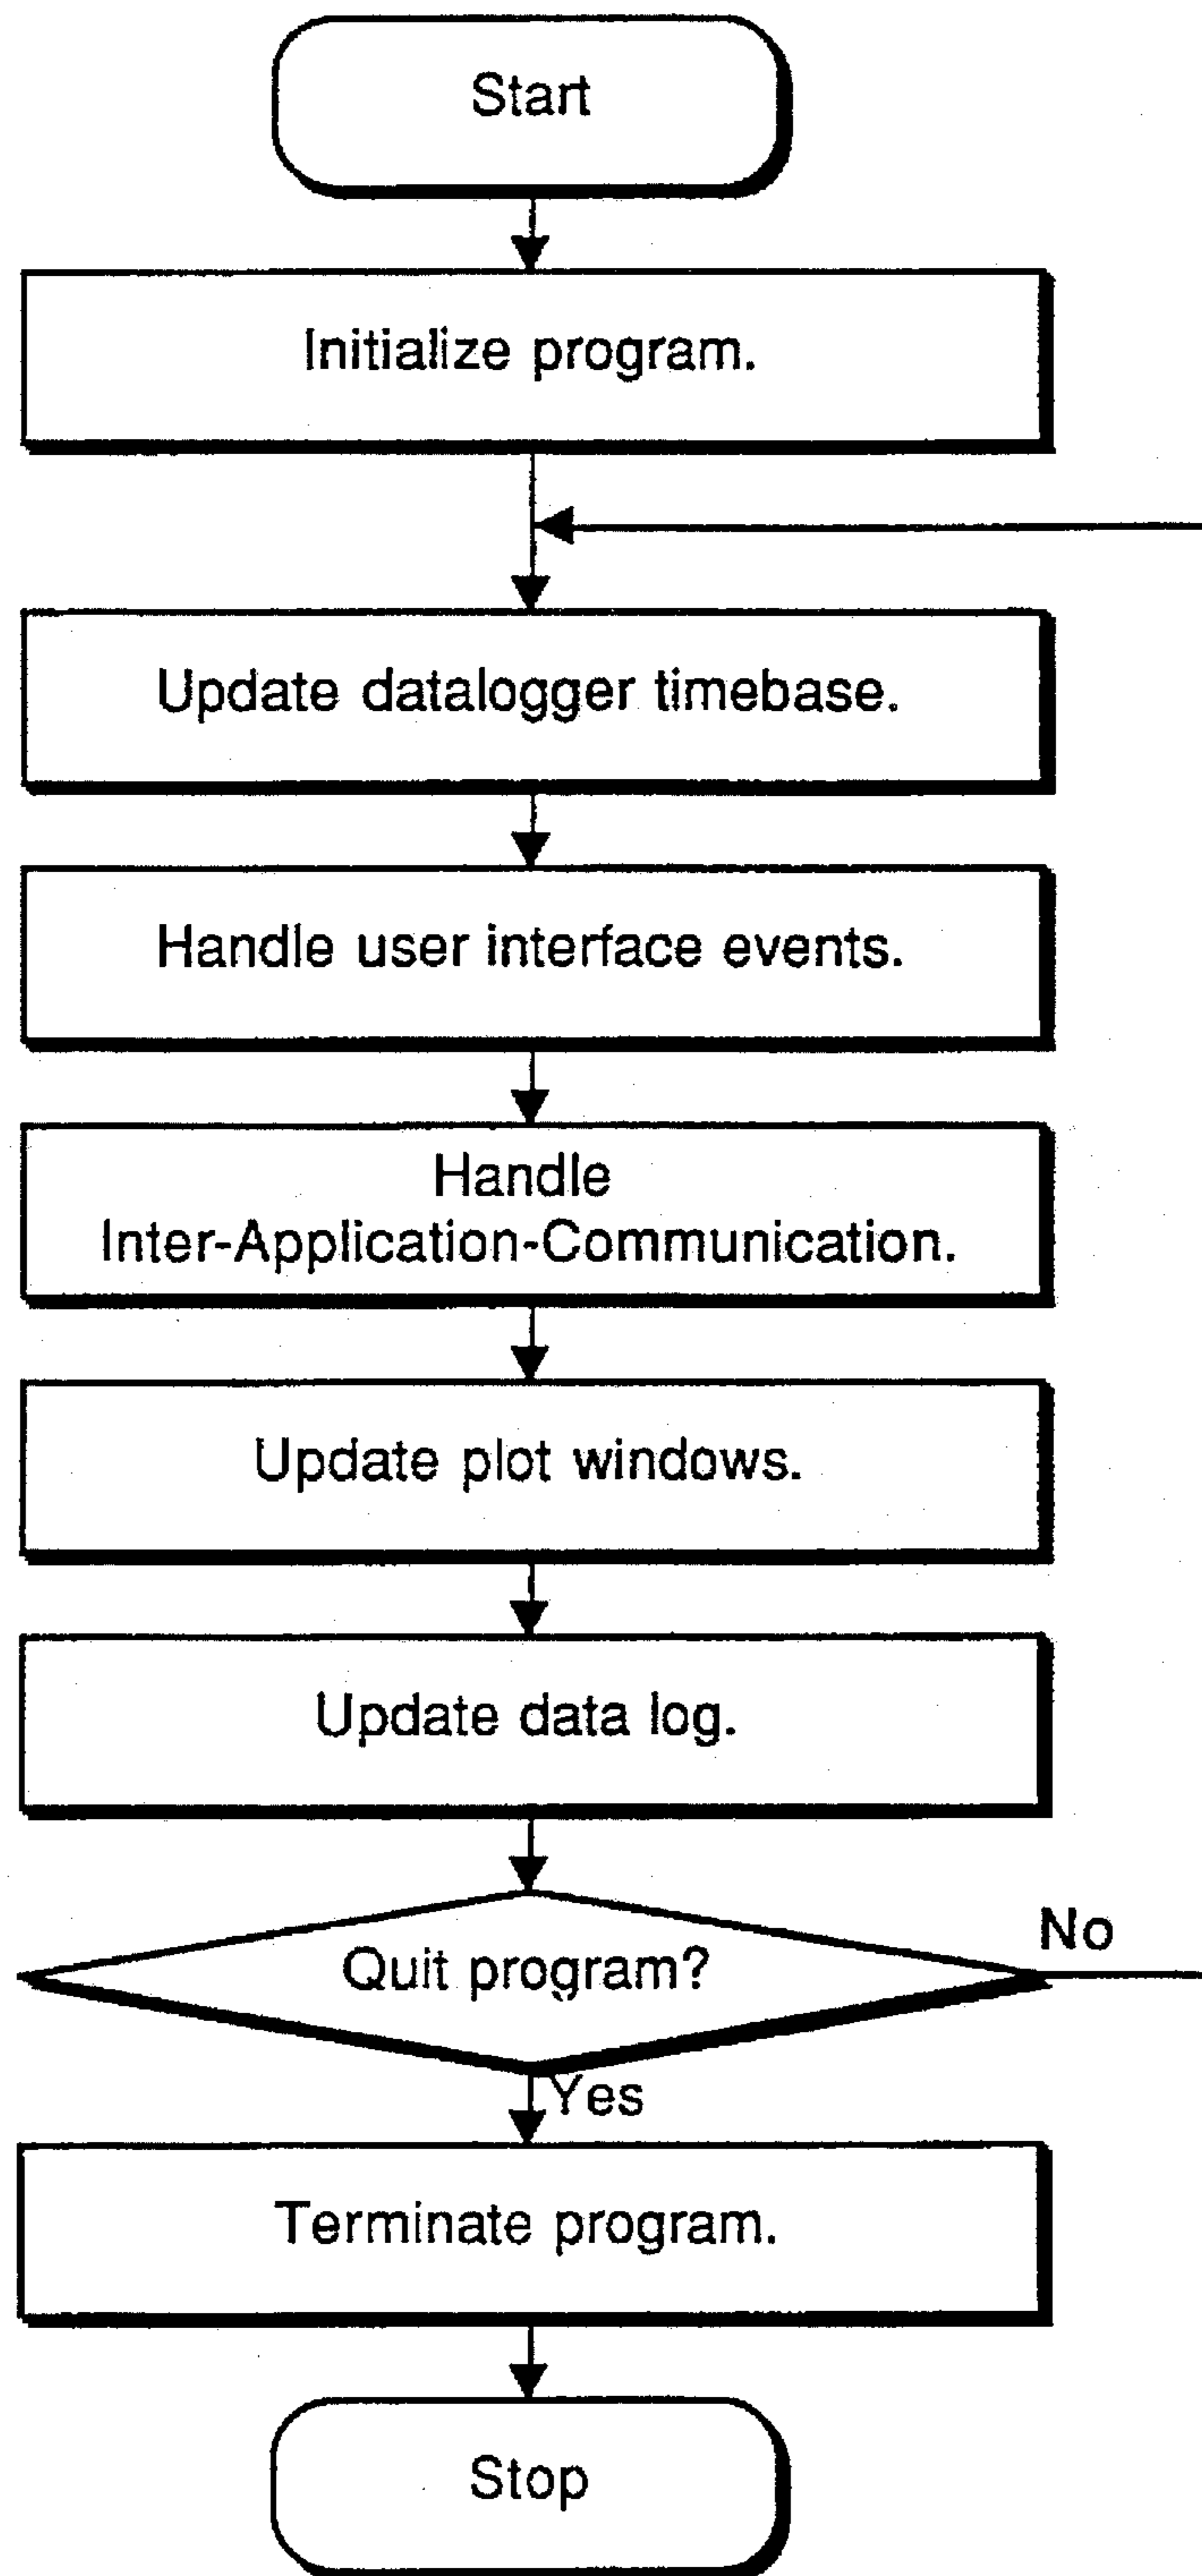 Start
Initialize program.
Update datalogger timebase.
Handle user interface events.
Handle
Inter-Application-Communication.
Update plot windows.
Update data log.
Quit program?
No
Yes
Terminate program.
Stop